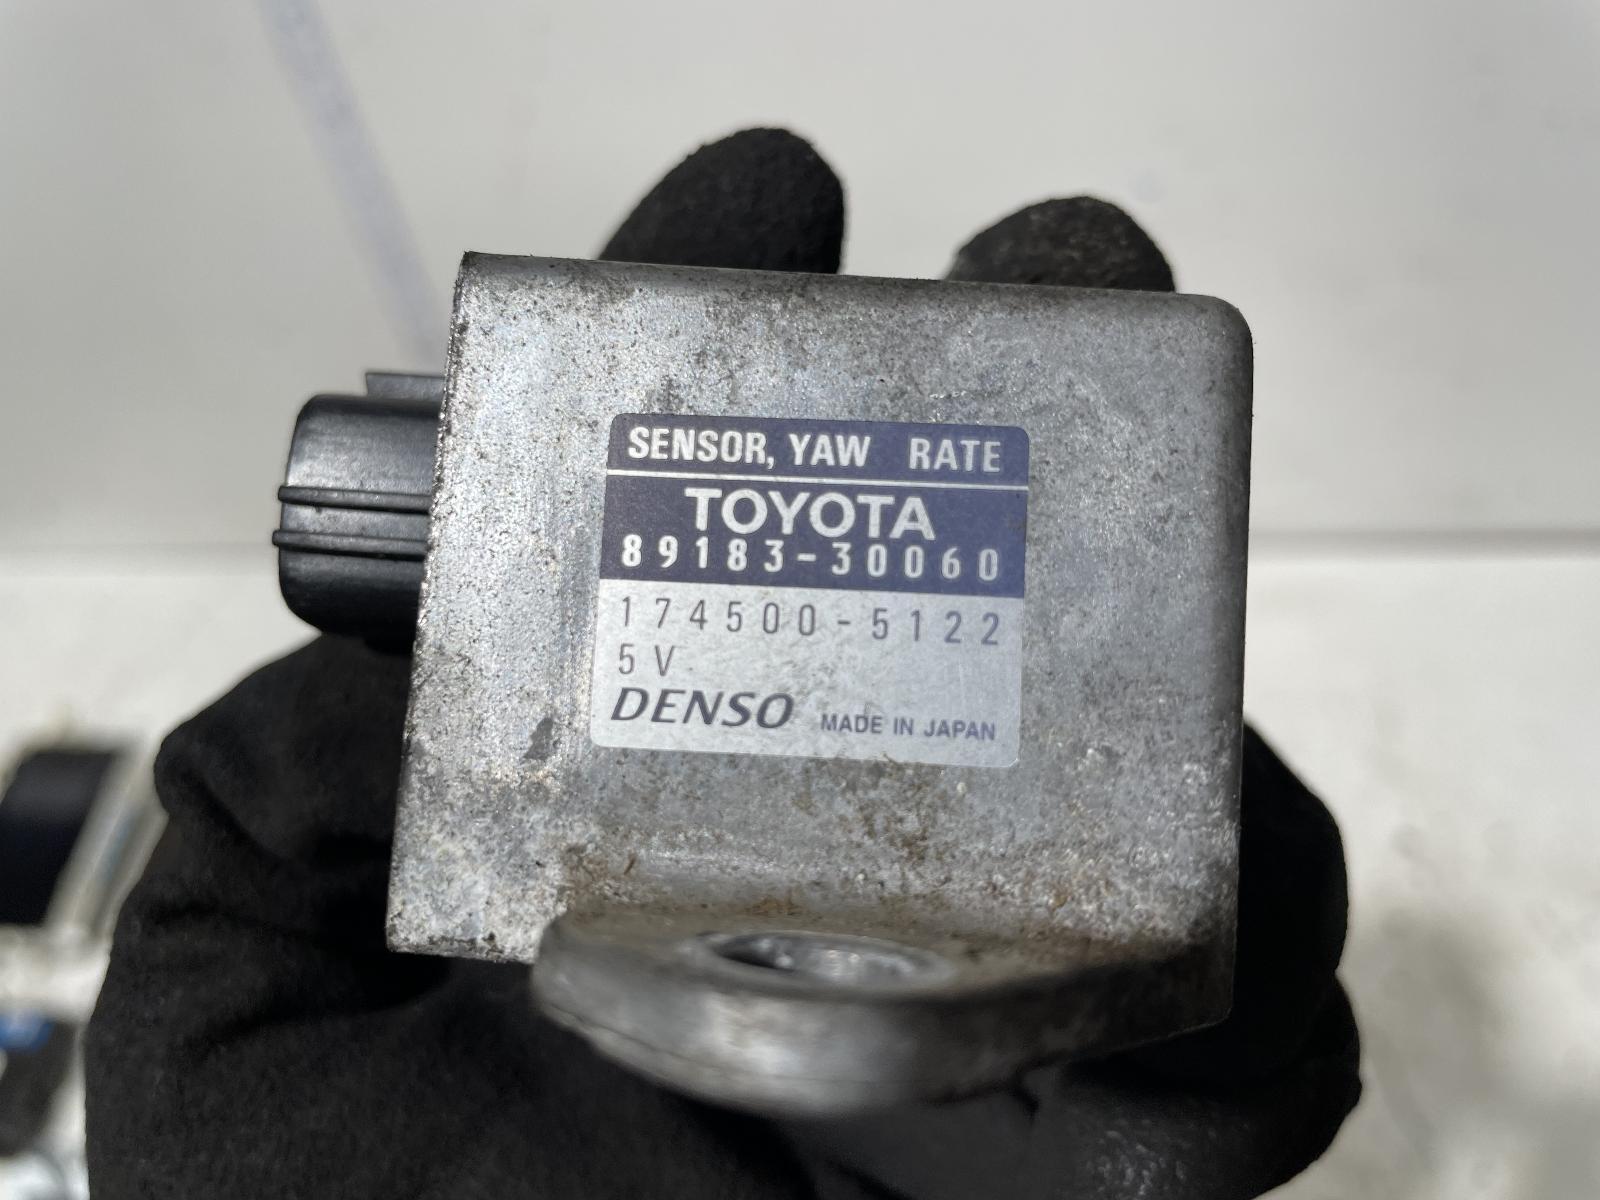 SENSOR, YAW RATE
TOYOTA
89183-30060
174500-5122
5V
DENSO MADE IN JAPAN